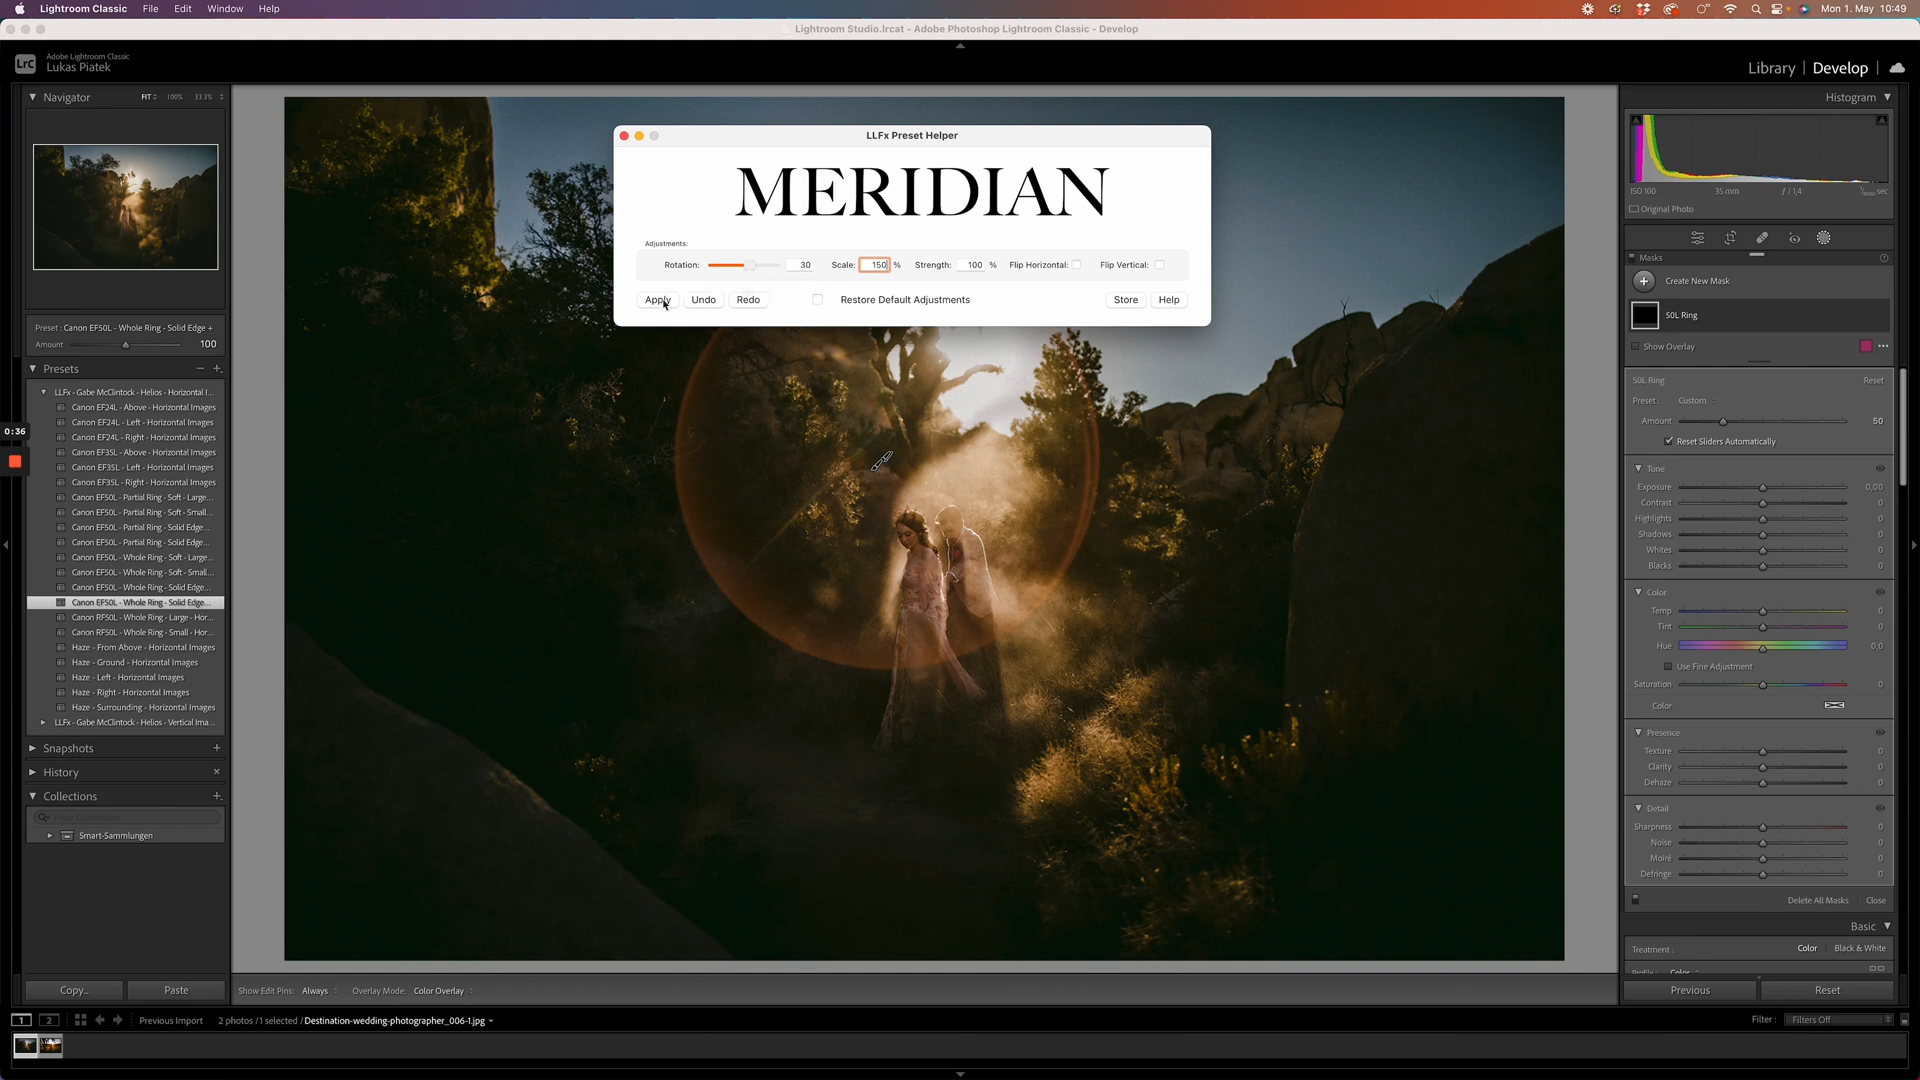 Lightroom Classic File Edit Window Help
Mon 1. May 10:49
Lightroom Studio.lrcat - Adobe Photoshop Lightroom Classic - Develop
LrC
Adobe Lightroom Classic
Lukas Piatek
Library | Develop |
Navigator FIT 100% 33.3%
Histogram
LLFx Preset Helper
MERIDIAN
Adjustments:
Rotation: 30 Scale: 150 % Strength: 100 % Flip Horizontal: Flip Vertical:
Apply Undo Redo Restore Default Adjustments Store Help
Preset : Canon EF50L - Whole Ring - Solid Edge +
Amount 100
Presets
LLFx - Gabe McClintock - Helios - Horizontal I...
Canon EF24L - Above - Horizontal Images
Canon EF24L - Left - Horizontal Images
Canon EF24L - Right - Horizontal Images
Canon EF35L - Above - Horizontal Images
Canon EF35L - Left - Horizontal Images
Canon EF35L - Right - Horizontal Images
Canon EF50L - Partial Ring - Soft - Large...
Canon EF50L - Partial Ring - Soft - Small...
Canon EF50L - Partial Ring - Solid Edge...
Canon EF50L - Partial Ring - Solid Edge...
Canon EF50L - Whole Ring - Soft - Large...
Canon EF50L - Whole Ring - Soft - Small...
Canon EF50L - Whole Ring - Solid Edge...
Canon EF50L - Whole Ring - Solid Edge...
Canon RF50L - Whole Ring - Large - Hor...
Canon RF50L - Whole Ring - Small - Hor...
Haze - From Above - Horizontal Images
Haze - Ground - Horizontal Images
Haze - Left - Horizontal Images
Haze - Right - Horizontal Images
Haze - Surrounding - Horizontal Images
LLFx - Gabe McClintock - Helios - Vertical Ima...
0:36
Snapshots
History
Collections
Smart-Sammlungen
Copy... Paste
ISO 100 35 mm ƒ / 1,4
Original Photo
Masks
Create New Mask
50L Ring
Show Overlay
50L Ring Reset
Preset : Custom
Amount 50
Reset Sliders Automatically
Tone
Exposure 0,00
Contrast 0
Highlights 0
Shadows 0
Whites 0
Blacks 0
Color
Temp 0
Tint 0
Hue 0,0
Use Fine Adjustment
Saturation 0
Color
Presence
Texture 0
Clarity 0
Dehaze 0
Detail
Sharpness 0
Noise 0
Moiré 0
Defringe 0
Delete All Masks Close
Basic
Treatment : Color Black & White
Previous Reset
Show Edit Pins: Always Overlay Mode: Color Overlay
1 2 Previous Import 2 photos / 1 selected / Destination-wedding-photographer_006-1.jpg
Filter : Filters Off